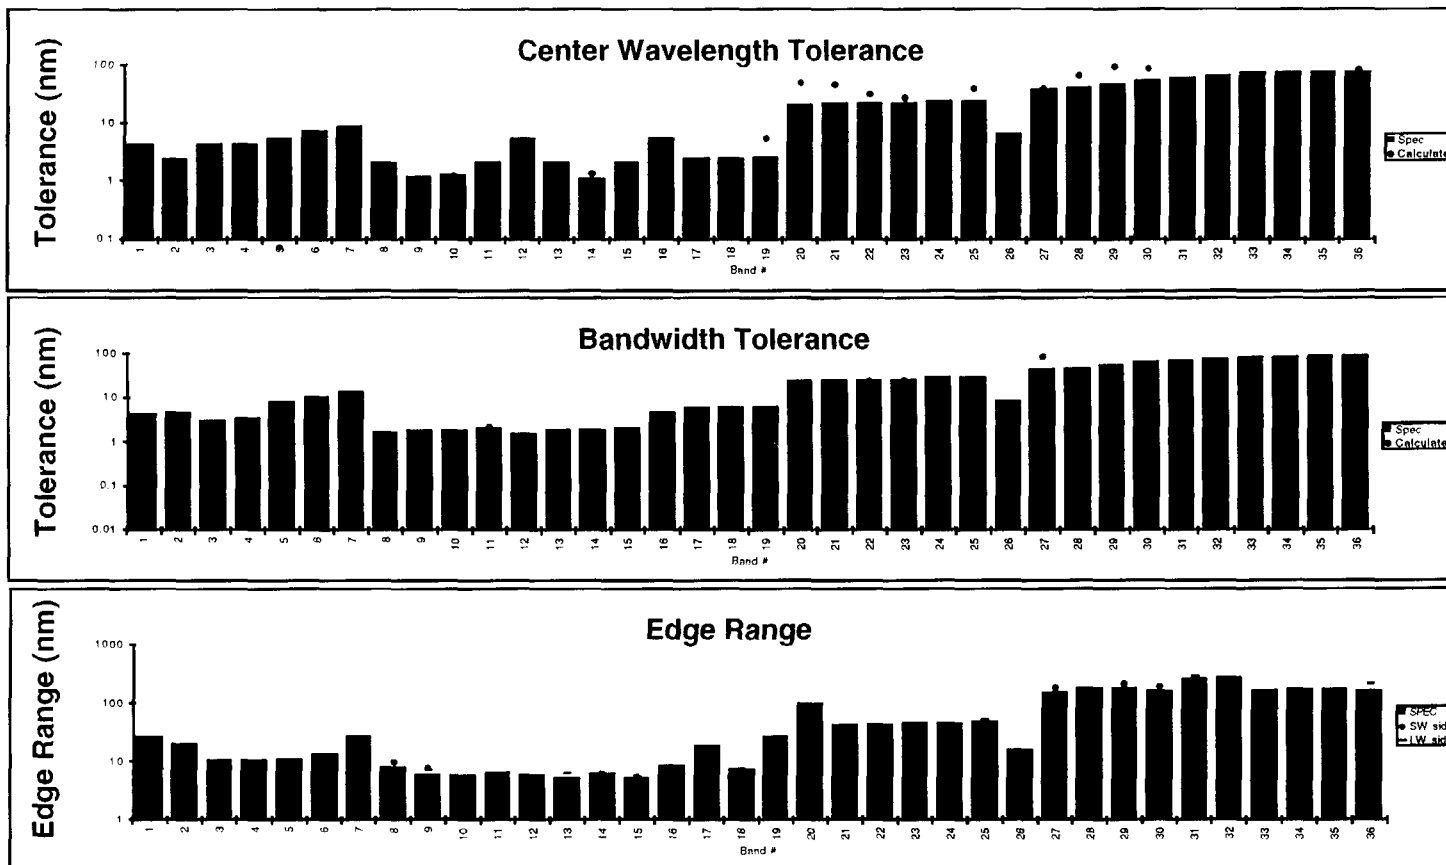 Center Wavelength Tolerance
Tolerance (nm)
100
10
1
0.1
1 2 3 4 5 6 7 8 9 10 11 12 13 14 15 16 17 18 19 20 21 22 23 24 25 26 27 28 29 30 31 32 33 34 35 36
Band #
Spec
Calculate
Bandwidth Tolerance
Tolerance (nm)
100
10
1
0.1
0.01
1 2 3 4 5 6 7 8 9 10 11 12 13 14 15 16 17 18 19 20 21 22 23 24 25 26 27 28 29 30 31 32 33 34 35 36
Band #
Spec
Calculate
Edge Range
Edge Range (nm)
1000
100
10
1
1 2 3 4 5 6 7 8 9 10 11 12 13 14 15 16 17 18 19 20 21 22 23 24 25 26 27 28 29 30 31 32 33 34 35 36
Band #
SPEC
SW sid
LW sid